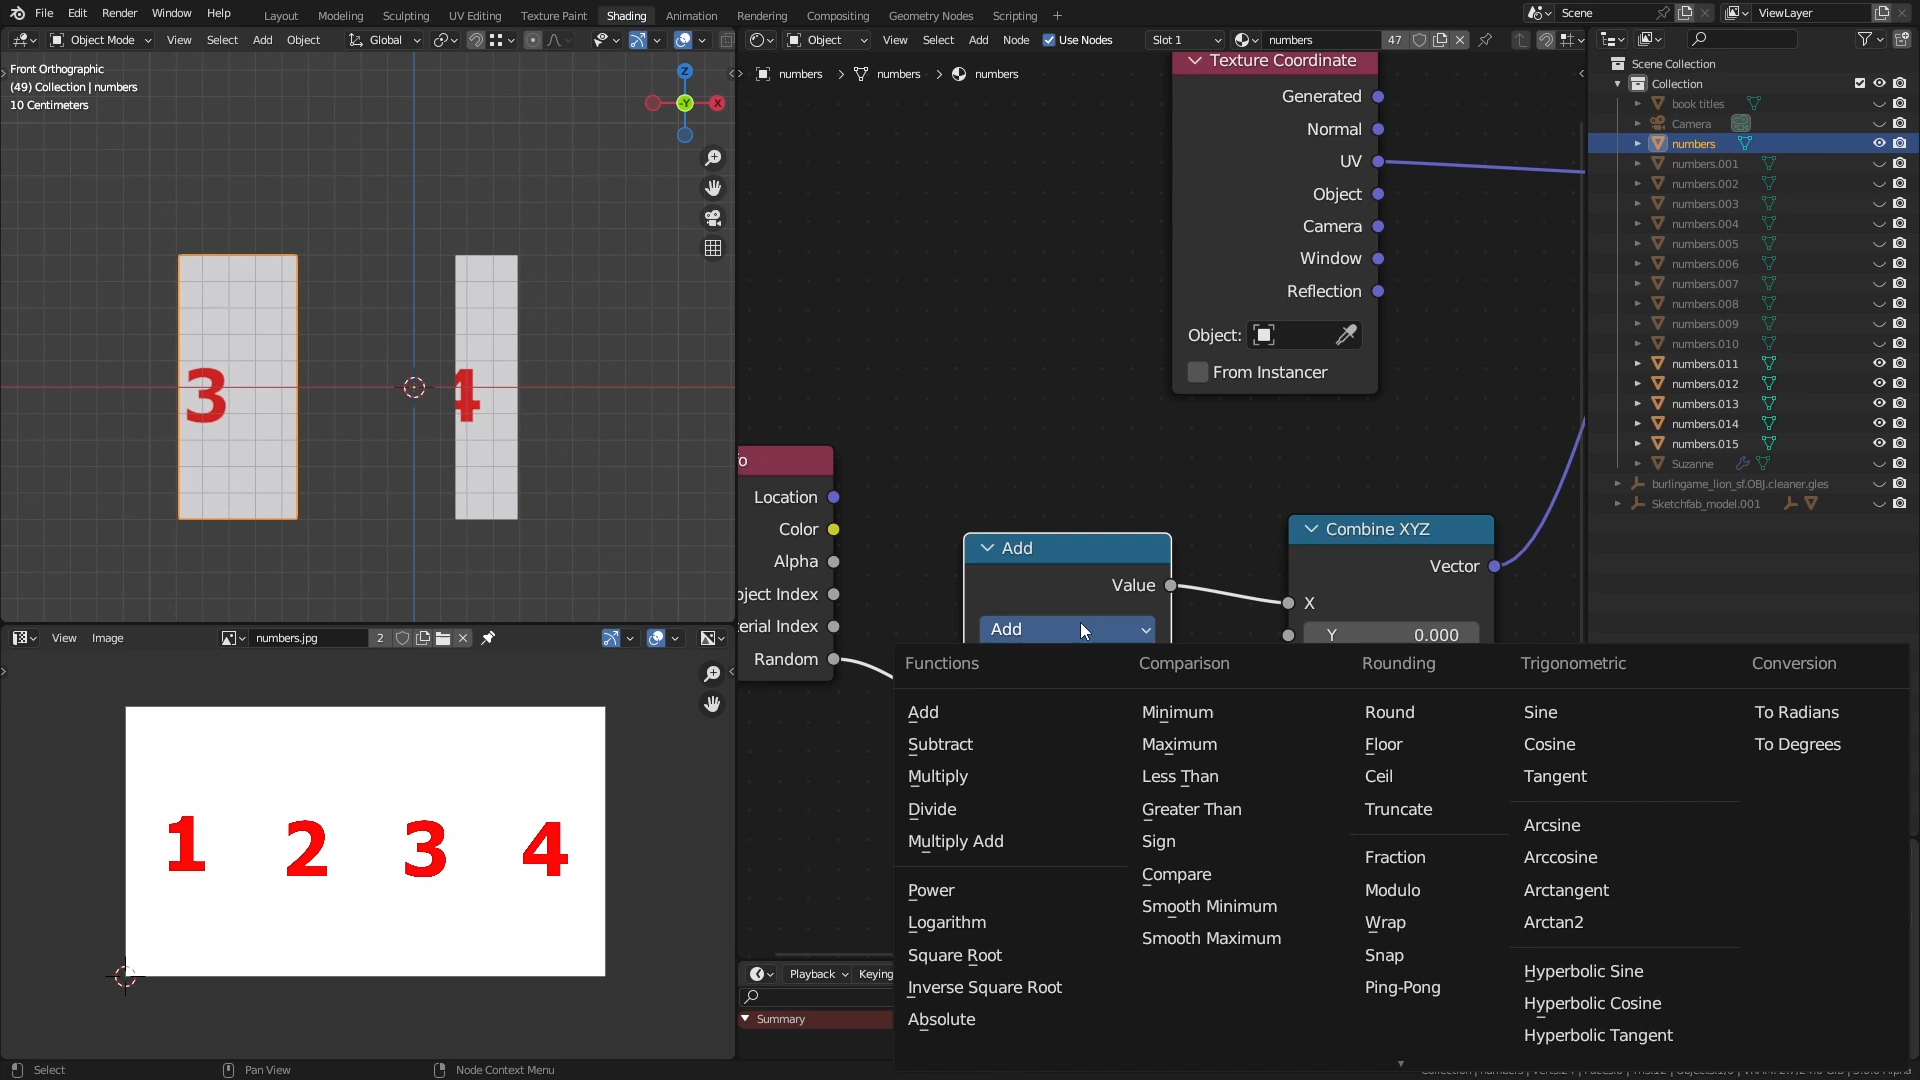 File Edit Render Window Help
Layout Modeling Sculpting UV Editing Texture Paint Shading Animation Rendering Compositing Geometry Nodes Scripting +
Scene
ViewLayer
Object Mode View Select Add Object Global
Object View Select Add Node Use Nodes Slot 1 numbers 47
Front Orthographic
(49) Collection | numbers
10 Centimeters
Z
-Y
X
3
4
numbers > numbers > numbers
Texture Coordinate
Generated
Normal
UV
Object
Camera
Window
Reflection
Object:
From Instancer
o
Location
Color
Alpha
bject Index
erial Index
Random
Add
Value
Add
Combine XYZ
Vector
X
Y 0.000
Scene Collection
Collection
book titles
Camera
numbers
numbers.001
numbers.002
numbers.003
numbers.004
numbers.005
numbers.006
numbers.007
numbers.008
numbers.009
numbers.010
numbers.011
numbers.012
numbers.013
numbers.014
numbers.015
Suzanne
burlingame_lion_sf.OBJ.cleaner.gles
Sketchfab_model.001
View Image numbers.jpg 2
1 2 3 4
Functions
Add
Subtract
Multiply
Divide
Multiply Add
Power
Logarithm
Square Root
Inverse Square Root
Absolute
Comparison
Minimum
Maximum
Less Than
Greater Than
Sign
Compare
Smooth Minimum
Smooth Maximum
Rounding
Round
Floor
Ceil
Truncate
Fraction
Modulo
Wrap
Snap
Ping-Pong
Trigonometric
Sine
Cosine
Tangent
Arcsine
Arccosine
Arctangent
Arctan2
Hyperbolic Sine
Hyperbolic Cosine
Hyperbolic Tangent
Conversion
To Radians
To Degrees
Playback Keying
Summary
Select Pan View Node Context Menu